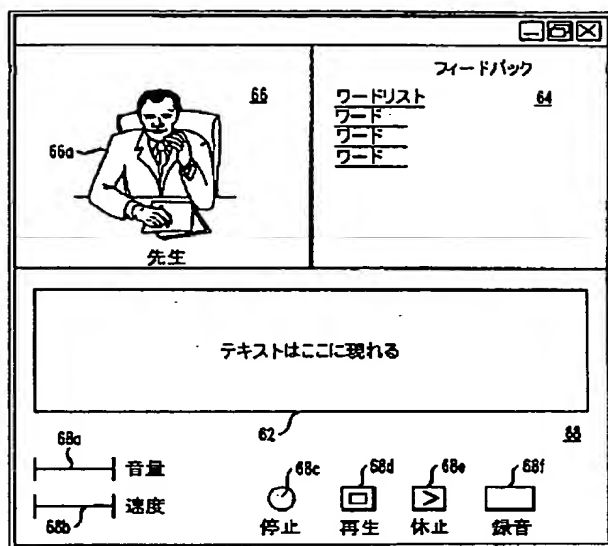 フィードバック
66
ワードリスト
64
ワード
ワード
ワード
66a
先生
テキストはここに現れる
62
68
68a
音量
68c
68d
68e
68f
速度
68b
停止
再生
休止
録音